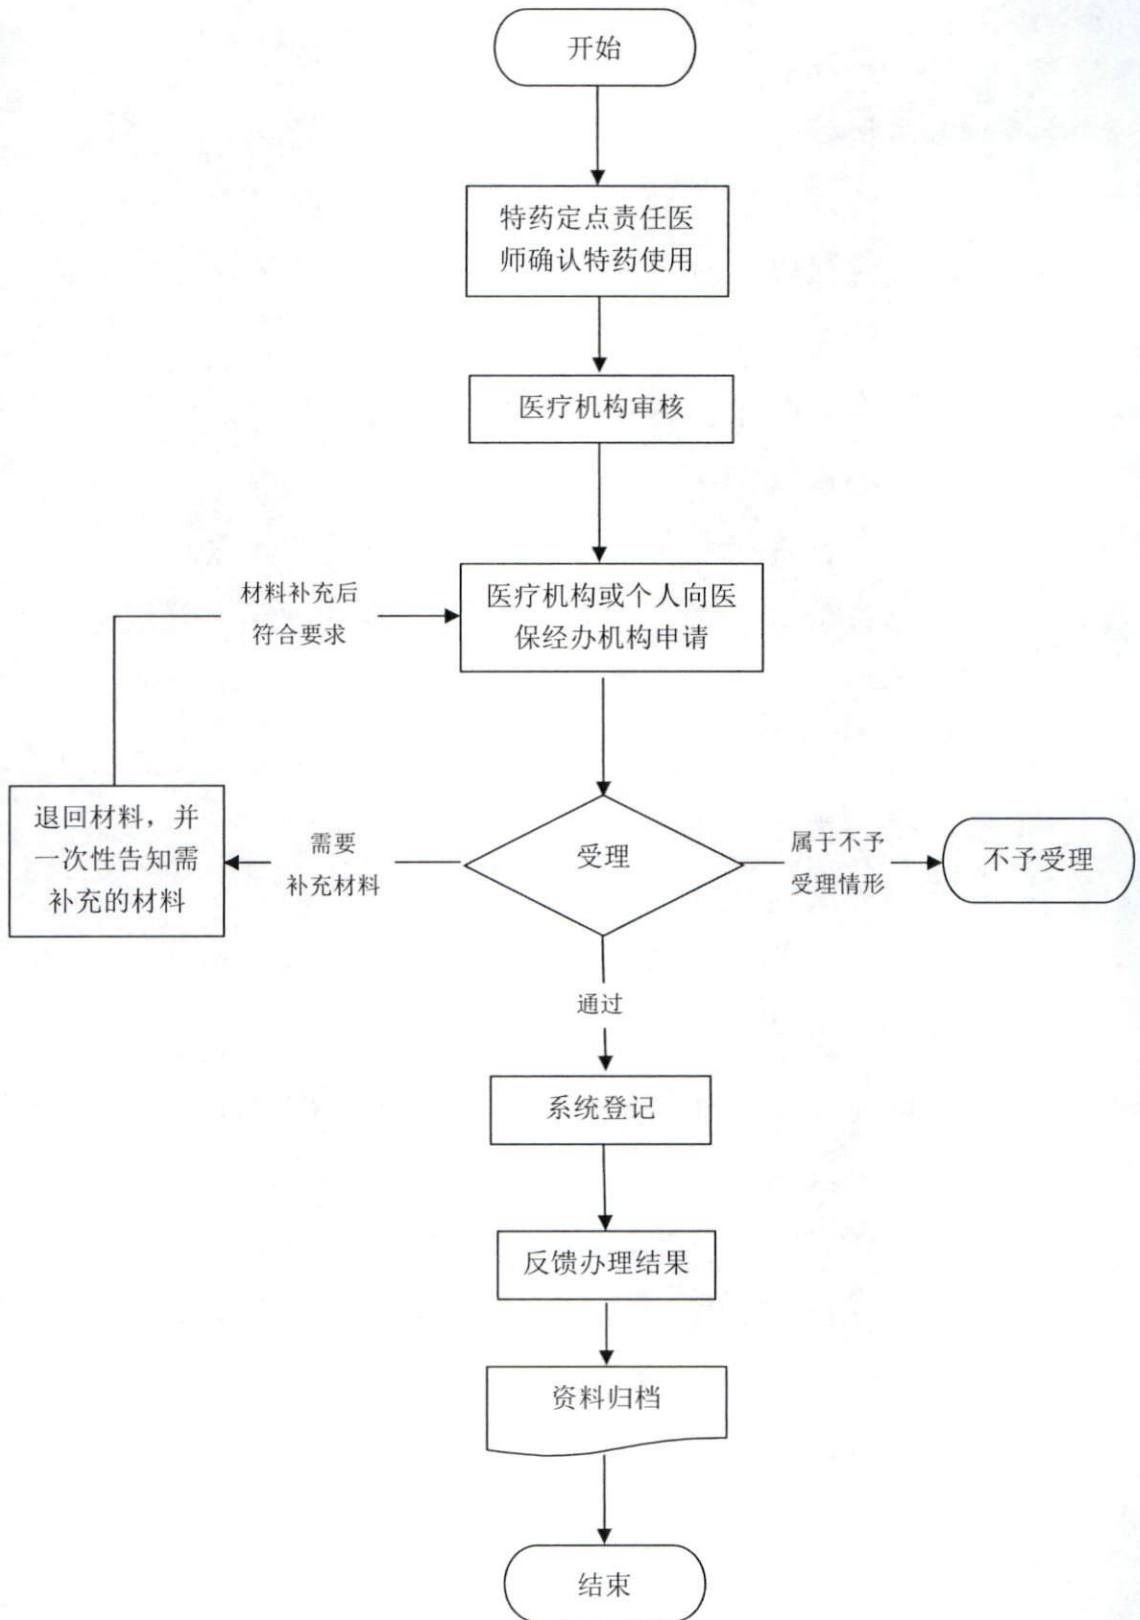 开始
特药定点责任医
师确认特药使用
医疗机构审核
材料补充后
符合要求
医疗机构或个人向医
保经办机构申请
退回材料，并
一次性告知需
补充的材料
需要
补充材料
受理
属于不予
受理情形
不予受理
通过
系统登记
反馈办理结果
资料归档
结束